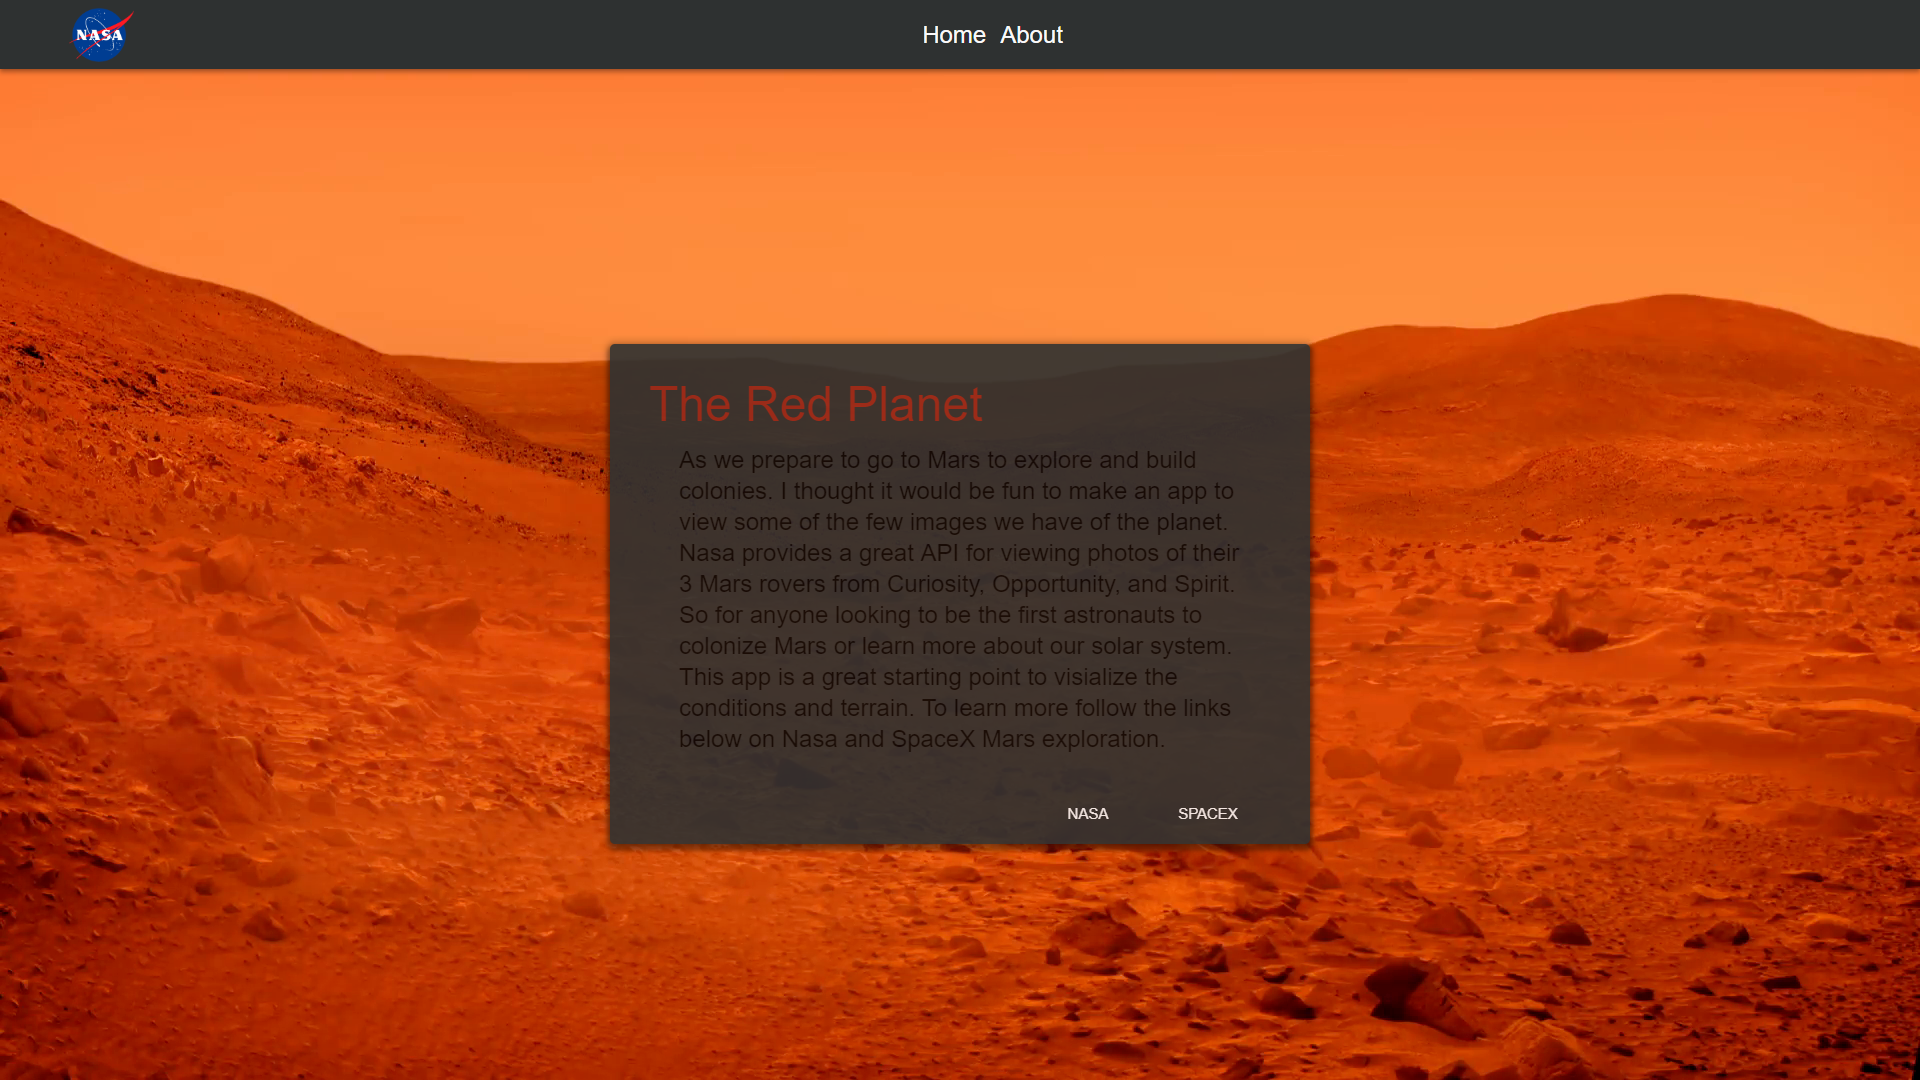 NASA
Home About
The Red Planet
As we prepare to go to Mars to explore and build
colonies. I thought it would be fun to make an app to
view some of the few images we have of the planet.
Nasa provides a great API for viewing photos of their
3 Mars rovers from Curiosity, Opportunity, and Spirit.
So for anyone looking to be the first astronauts to
colonize Mars or learn more about our solar system.
This app is a great starting point to visialize the
conditions and terrain. To learn more follow the links
below on Nasa and SpaceX Mars exploration.
NASA SPACEX